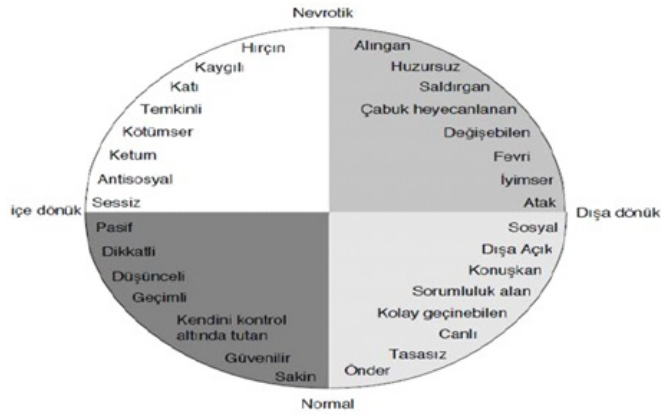 Nevrotik
Hırçın
Kaygılı
Katı
Temkinli
Kötümser
Ketum
Antisosyal
Sessiz
Alıngan
Huzursuz
Saldırgan
Çabuk heyecanlanan
Değişebilen
Fevri
İyimser
Atak
içe dönük
Dışa dönük
Pasif
Dikkatli
Düşünceli
Geçimli
Kendini kontrol
altında tutan
Güvenilir
Sakin
Sosyal
Dışa Açık
Konuşkan
Sorumluluk alan
Kolay geçinebilen
Canlı
Tasasız
Önder
Normal